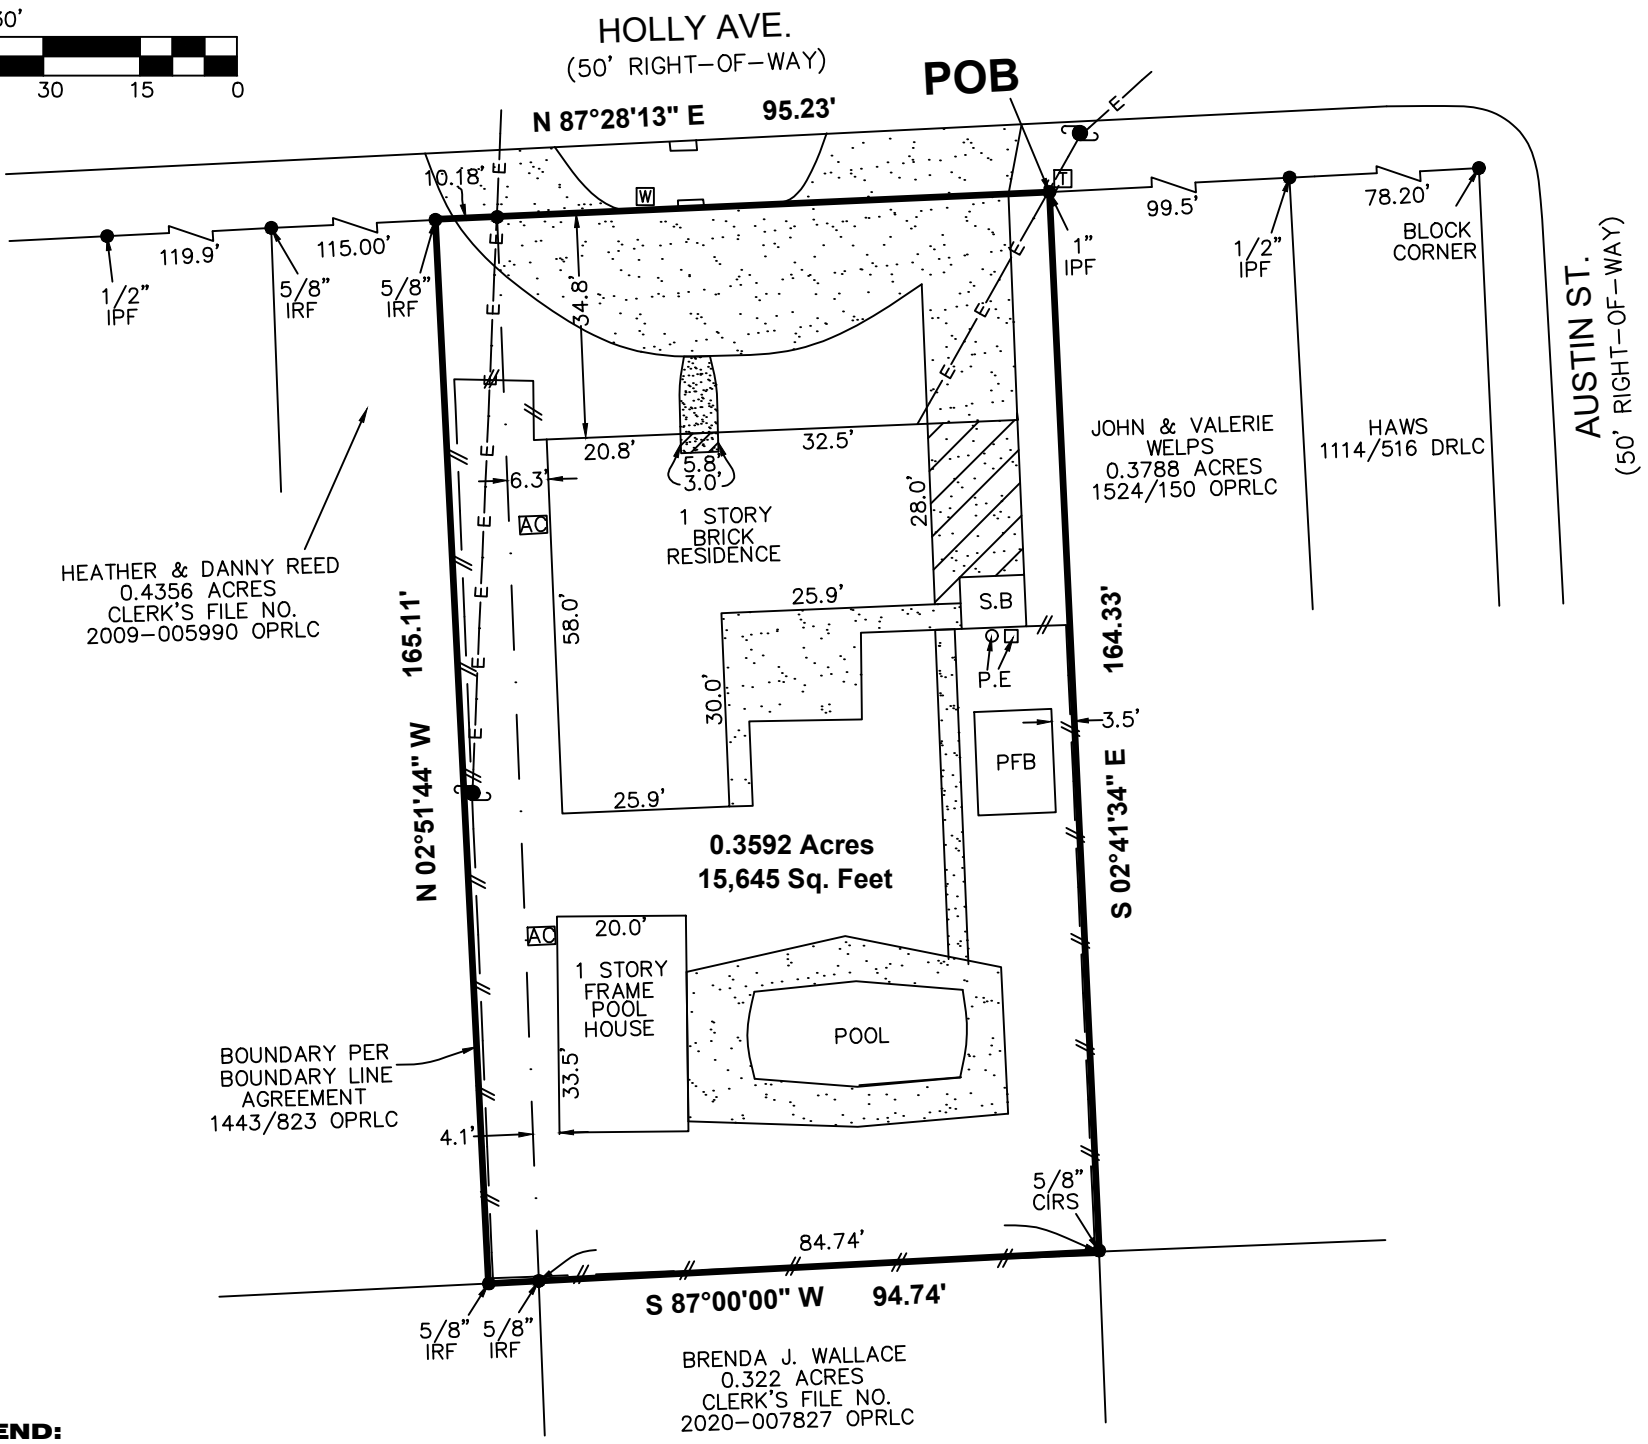 30'
30 15 0
HOLLY AVE.
(50' RIGHT-OF-WAY)
POB
N 87°28'13" E 95.23'
E
10.18'
W
T
E
119.9'
115.00'
99.5'
78.20'
1/2"
IPF
5/8"
IRF
5/8"
IRF
1"
IPF
1/2"
IPF
BLOCK
CORNER
AUSTIN ST.
(50' RIGHT-OF-WAY)
E
E
E
E
E
E
34.8'
20.8'
5.8'
3.0'
32.5'
6.3'
AC
E
1 STORY
BRICK
RESIDENCE
28.0'
JOHN & VALERIE
WELPS
0.3788 ACRES
1524/150 OPRLC
HAWS
1114/516 DRLC
HEATHER & DANNY REED
0.4356 ACRES
CLERK'S FILE NO.
2009-005990 OPRLC
E
E
E
E
N 02°51'44" W 165.11'
58.0'
25.9'
30.0'
25.9'
S.B
P.E
PFB
3.5'
S 02°41'34" E 164.33'
0.3592 Acres
15,645 Sq. Feet
AC
20.0'
1 STORY
FRAME
POOL
HOUSE
33.5'
POOL
BOUNDARY PER
BOUNDARY LINE
AGREEMENT
1443/823 OPRLC
4.1'
5/8"
CIRS
84.74'
S 87°00'00" W 94.74'
5/8"
IRF
5/8"
IRF
BRENDA J. WALLACE
0.322 ACRES
CLERK'S FILE NO.
2020-007827 OPRLC
END: